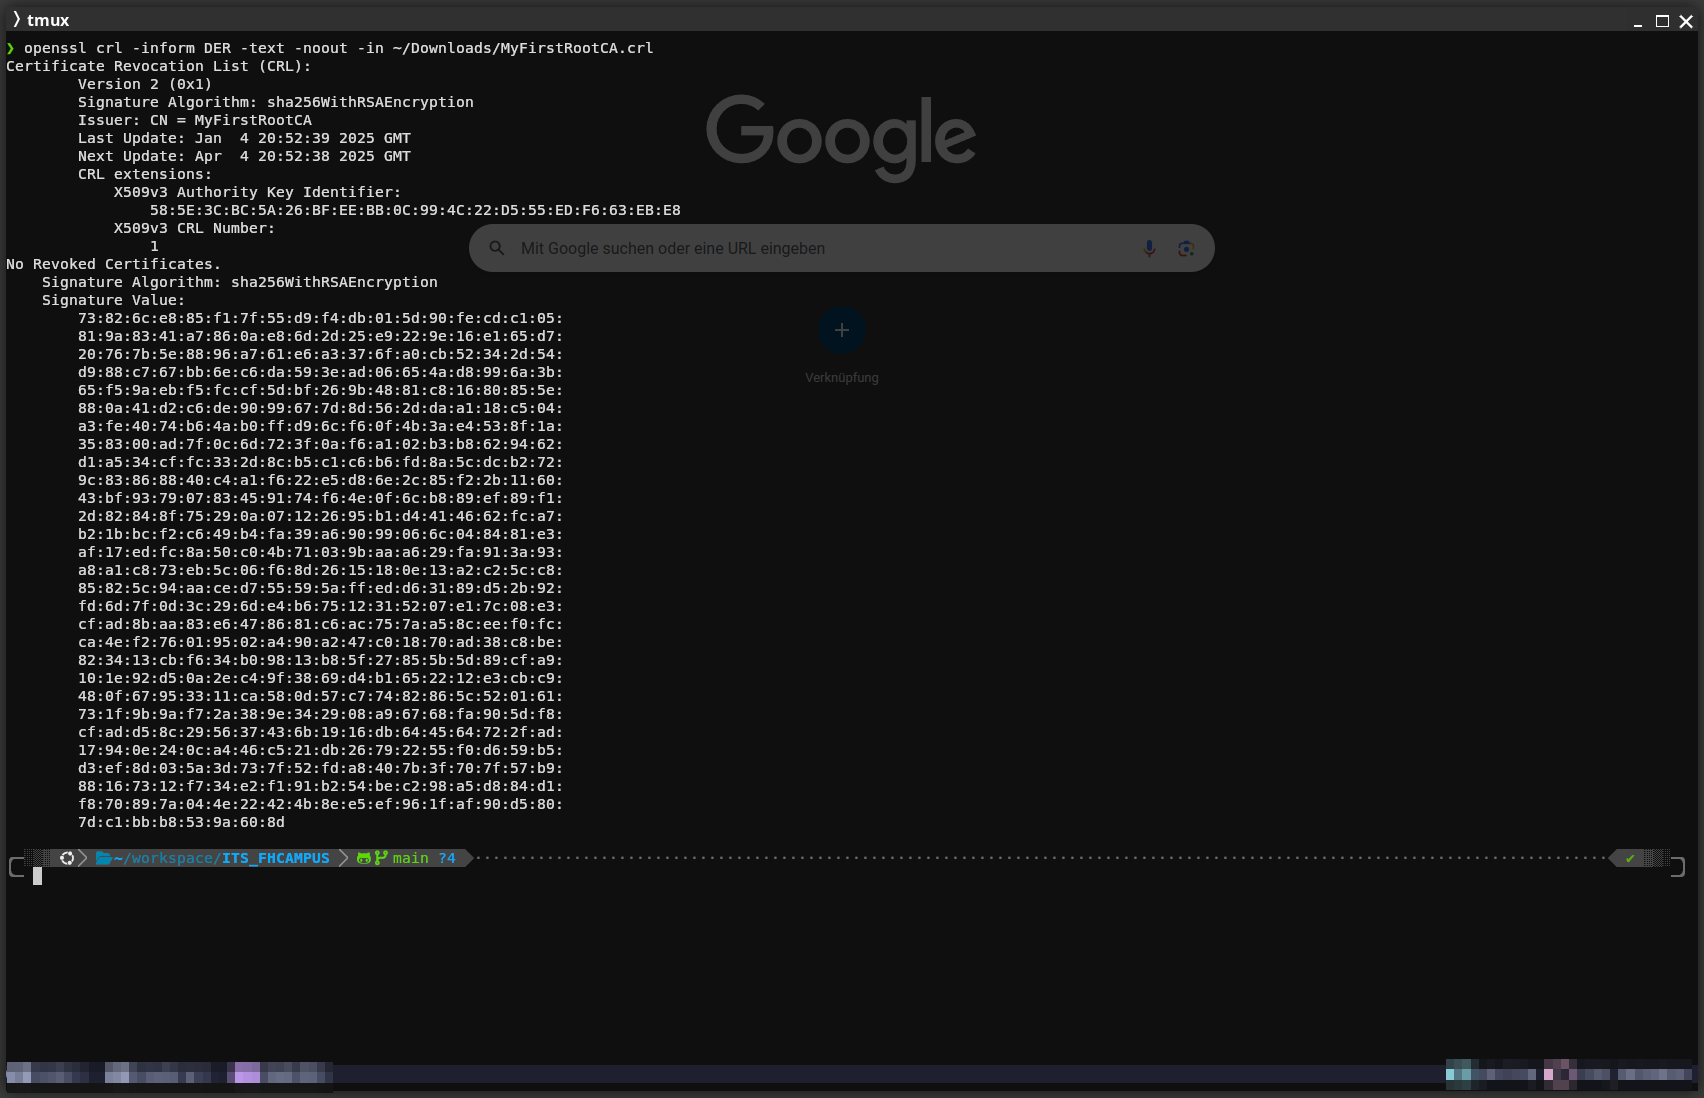 tmux
❯ openssl crl -inform DER -text -noout -in ~/Downloads/MyFirstRootCA.crl
Certificate Revocation List (CRL):
Version 2 (0x1)
Signature Algorithm: sha256WithRSAEncryption
Issuer: CN = MyFirstRootCA
Last Update: Jan  4 20:52:39 2025 GMT
Next Update: Apr  4 20:52:38 2025 GMT
CRL extensions:
X509v3 Authority Key Identifier:
58:5E:3C:BC:5A:26:BF:EE:BB:0C:99:4C:22:D5:55:ED:F6:63:EB:E8
X509v3 CRL Number:
1
No Revoked Certificates.
Signature Algorithm: sha256WithRSAEncryption
Signature Value:
73:82:6c:e8:85:f1:7f:55:d9:f4:db:01:5d:90:fe:cd:c1:05:
81:9a:83:41:a7:86:0a:e8:6d:2d:25:e9:22:9e:16:e1:65:d7:
20:76:7b:5e:88:96:a7:61:e6:a3:37:6f:a0:cb:52:34:2d:54:
d9:88:c7:67:bb:6e:c6:da:59:3e:ad:06:65:4a:d8:99:6a:3b:
65:f5:9a:eb:f5:fc:cf:5d:bf:26:9b:48:81:c8:16:80:85:5e:
88:0a:41:d2:c6:de:90:99:67:7d:8d:56:2d:da:a1:18:c5:04:
a3:fe:40:74:b6:4a:b0:ff:d9:6c:f6:0f:4b:3a:e4:53:8f:1a:
35:83:00:ad:7f:0c:6d:72:3f:0a:f6:a1:02:b3:b8:62:94:62:
d1:a5:34:cf:fc:33:2d:8c:b5:c1:c6:b6:fd:8a:5c:dc:b2:72:
9c:83:86:88:40:c4:a1:f6:22:e5:d8:6e:2c:85:f2:2b:11:60:
43:bf:93:79:07:83:45:91:74:f6:4e:0f:6c:b8:89:ef:89:f1:
2d:82:84:8f:75:29:0a:07:12:26:95:b1:d4:41:46:62:fc:a7:
b2:1b:bc:f2:c6:49:b4:fa:39:a6:90:99:06:6c:04:84:81:e3:
af:17:ed:fc:8a:50:c0:4b:71:03:9b:aa:a6:29:fa:91:3a:93:
a8:a1:c8:73:eb:5c:06:f6:8d:26:15:18:0e:13:a2:c2:5c:c8:
85:82:5c:94:aa:ce:d7:55:59:5a:ff:ed:d6:31:89:d5:2b:92:
fd:6d:7f:0d:3c:29:6d:e4:b6:75:12:31:52:07:e1:7c:08:e3:
cf:ad:8b:aa:83:e6:47:86:81:c6:ac:75:7a:a5:8c:ee:f0:fc:
ca:4e:f2:76:01:95:02:a4:90:a2:47:c0:18:70:ad:38:c8:be:
82:34:13:cb:f6:34:b0:98:13:b8:5f:27:85:5b:5d:89:cf:a9:
10:1e:92:d5:0a:2e:c4:9f:38:69:d4:b1:65:22:12:e3:cb:c9:
48:0f:67:95:33:11:ca:58:0d:57:c7:74:82:86:5c:52:01:61:
73:1f:9b:9a:f7:2a:38:9e:34:29:08:a9:67:68:fa:90:5d:f8:
cf:ad:d5:8c:29:56:37:43:6b:19:16:db:64:45:64:72:2f:ad:
17:94:0e:24:0c:a4:46:c5:21:db:26:79:22:55:f0:d6:59:b5:
d3:ef:8d:03:5a:3d:73:7f:52:fd:a8:40:7b:3f:70:7f:57:b9:
88:16:73:12:f7:34:e2:f1:91:b2:54:be:c2:98:a5:d8:84:d1:
f8:70:89:7a:04:4e:22:42:4b:8e:e5:ef:96:1f:af:90:d5:80:
7d:c1:bb:b8:53:9a:60:8d
~/workspace/ITS_FHCAMPUS main ?4 ✔
Google
Mit Google suchen oder eine URL eingeben
Verknüpfung